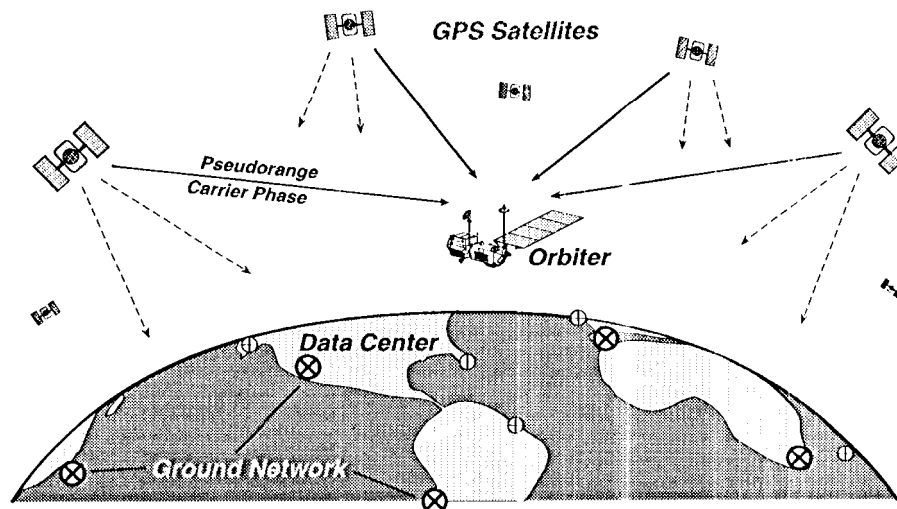 GPS Satellites
Pseudorange
Carrier Phase
Orbiter
Data Center
Ground Network